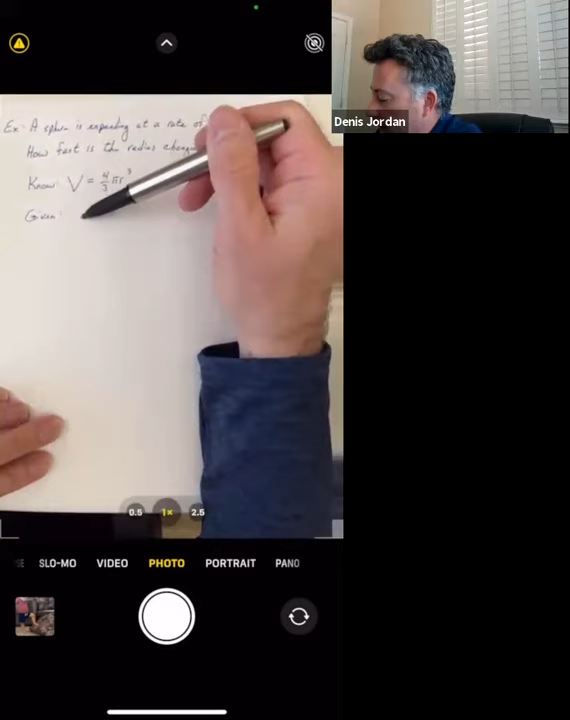 Denis Jordan
Ex: A sphere is expanding at a rate of
How fast is the radius
Know: V = 4/3 πr³
Given:
0.5 1× 2.5
SLO-MO VIDEO PHOTO PORTRAIT PANO